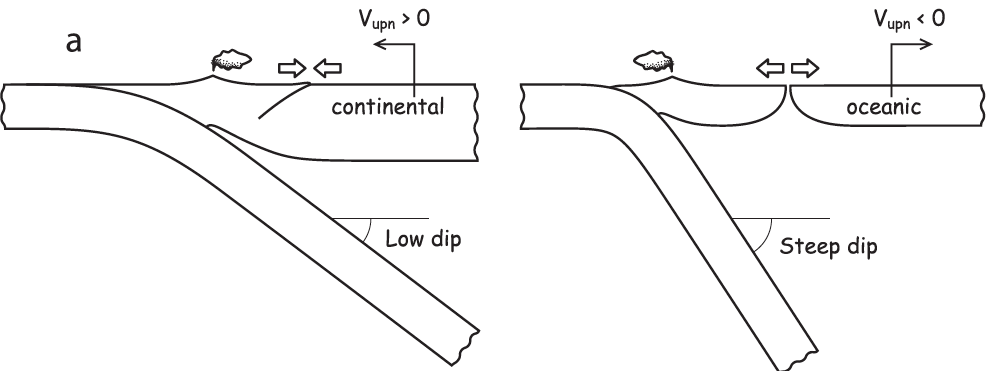 a
Vupn > 0
continental
Low dip
Vupn < 0
oceanic
Steep dip